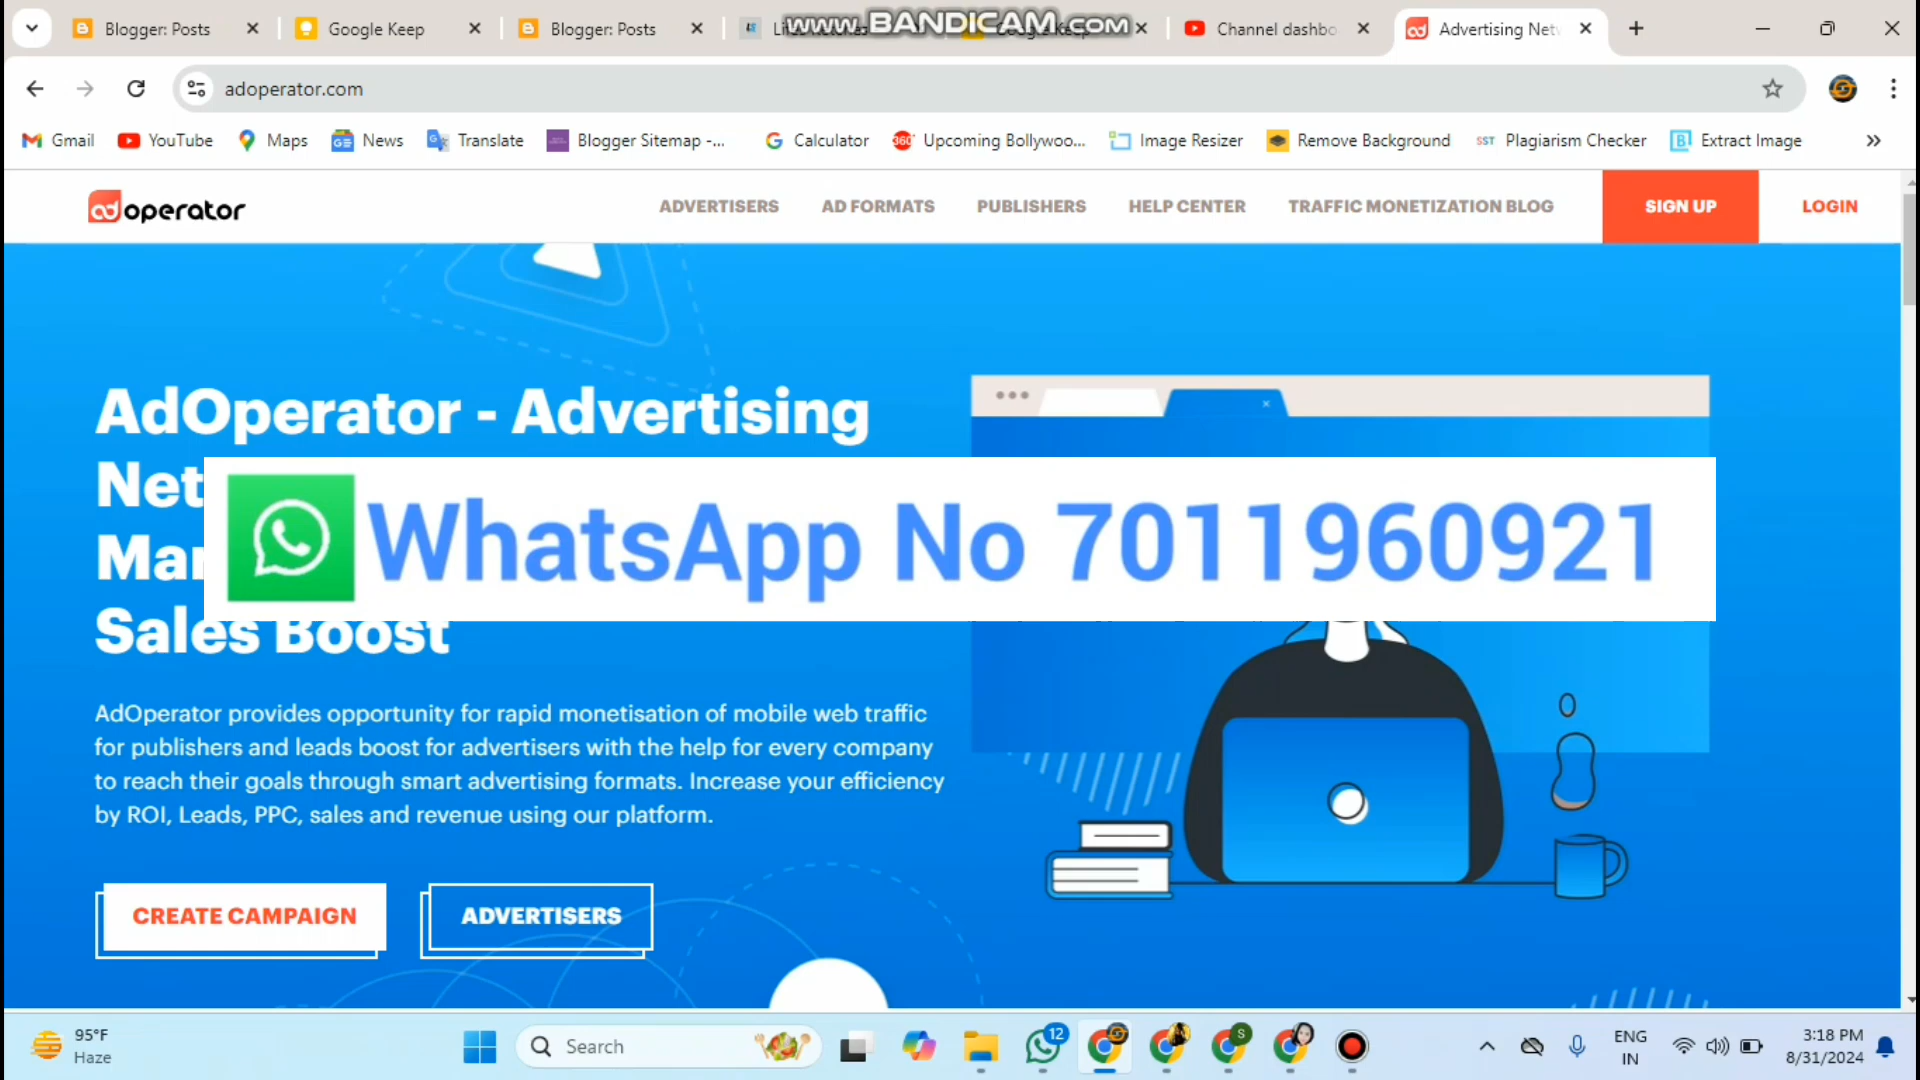 Blogger: Posts
Google Keep
Blogger: Posts
www.BANDICAM.com
Channel dashbo
Advertising Net
adoperator.com
Gmail
YouTube
Maps
News
Translate
Blogger Sitemap -...
Calculator
Upcoming Bollywoo...
Image Resizer
Remove Background
Plagiarism Checker
Extract Image
ad operator
ADVERTISERS
AD FORMATS
PUBLISHERS
HELP CENTER
TRAFFIC MONETIZATION BLOG
SIGN UP
LOGIN
AdOperator - Advertising
Net
WhatsApp No 7011960921
Mar
Sales Boost
AdOperator provides opportunity for rapid monetisation of mobile web traffic
for publishers and leads boost for advertisers with the help for every company
to reach their goals through smart advertising formats. Increase your efficiency
by ROI, Leads, PPC, sales and revenue using our platform.
CREATE CAMPAIGN
ADVERTISERS
95°F
Haze
Search
12
S
ENG
IN
3:18 PM
8/31/2024